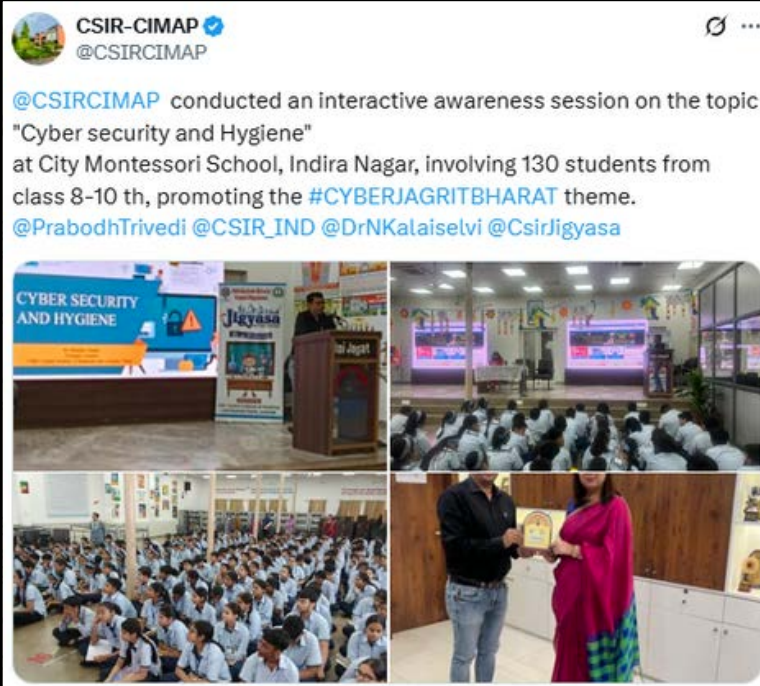 CSIR-CIMAP
@CSIRCIMAP
@CSIRCIMAP conducted an interactive awareness session on the topic
"Cyber security and Hygiene"
at City Montessori School, Indira Nagar, involving 130 students from
class 8-10 th, promoting the #CYBERJAGRITBHARAT theme.
@PrabodhTrivedi @CSIR_IND @DrNKalaiselvi @CsirJigyasa
CYBER SECURITY
AND HYGIENE
Jigyasa
Jai Jagat